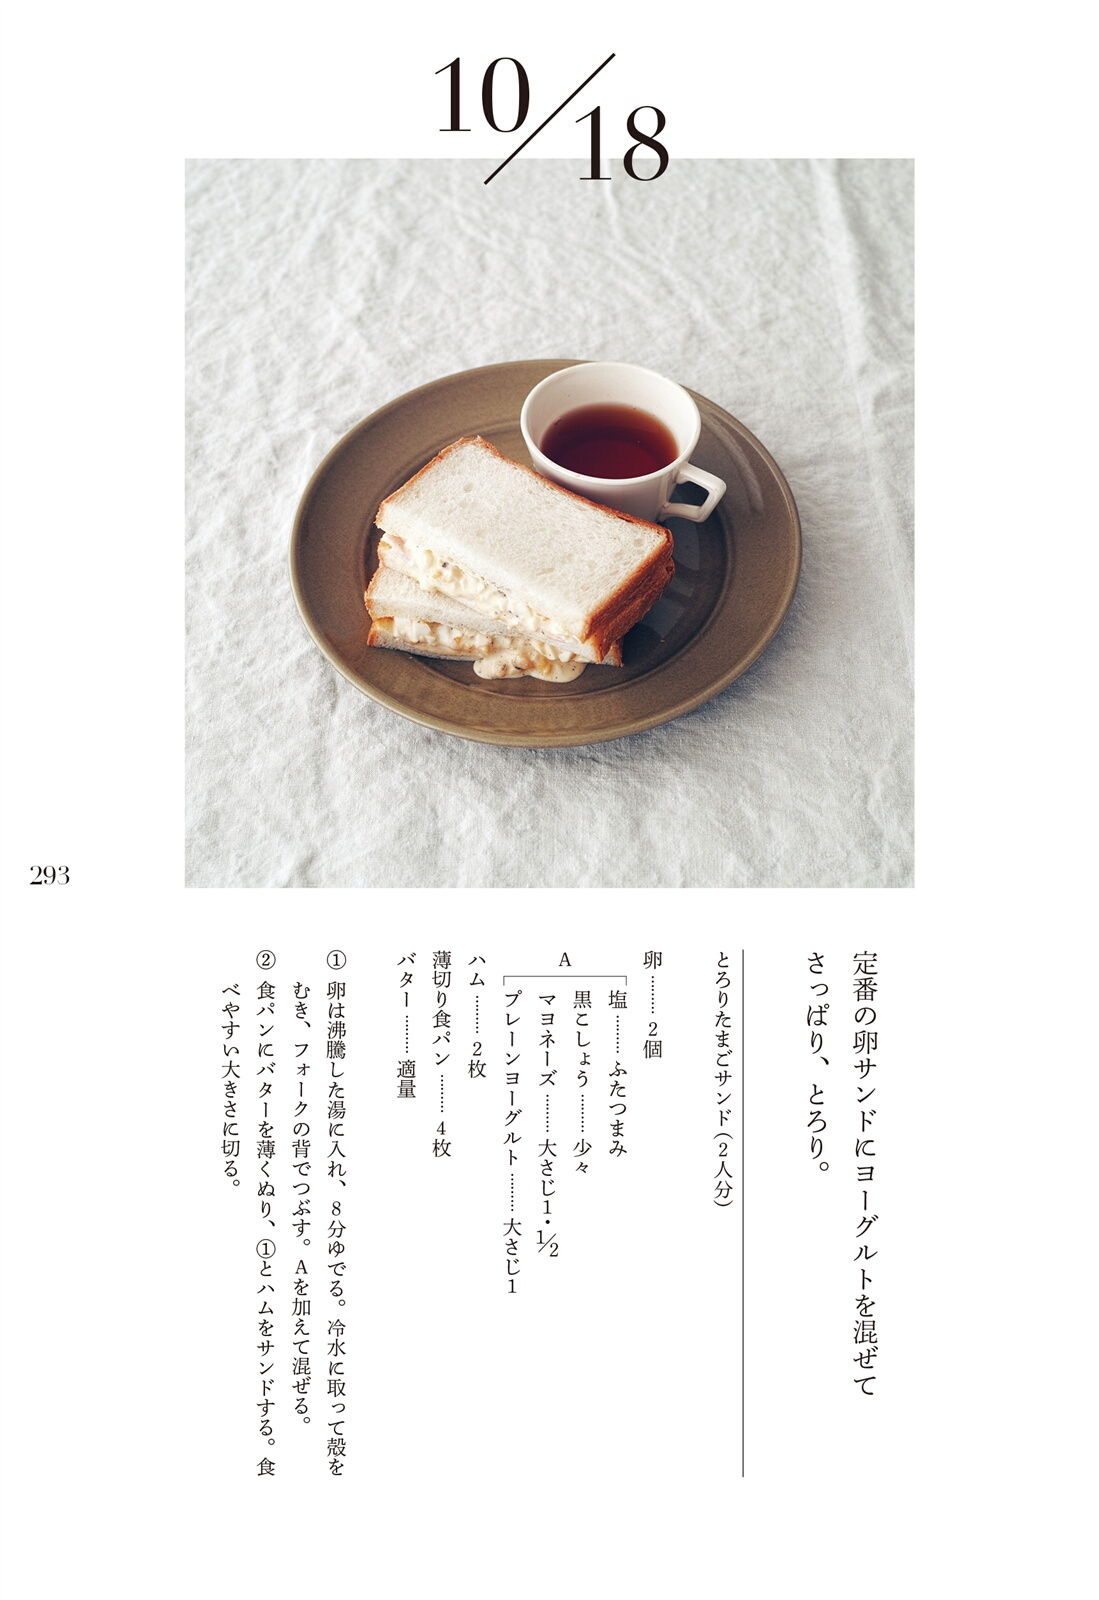 10/18
定番の卵サンドにヨーグルトを混ぜて
さっぱり、とろり。
とろりたまごサンド(2人分)
卵………2個
A
塩………ふたつまみ
黒こしょう………少々
マヨネーズ………大さじ1・1/2
プレーンヨーグルト………大さじ1
ハム………2枚
薄切り食パン………4枚
バター………適量
① 卵は沸騰した湯に入れ、8分ゆでる。冷水に取って殻を
むき、フォークの背でつぶす。Aを加えて混ぜる。
② 食パンにバターを薄くぬり、①とハムをサンドする。食
べやすい大きさに切る。
293